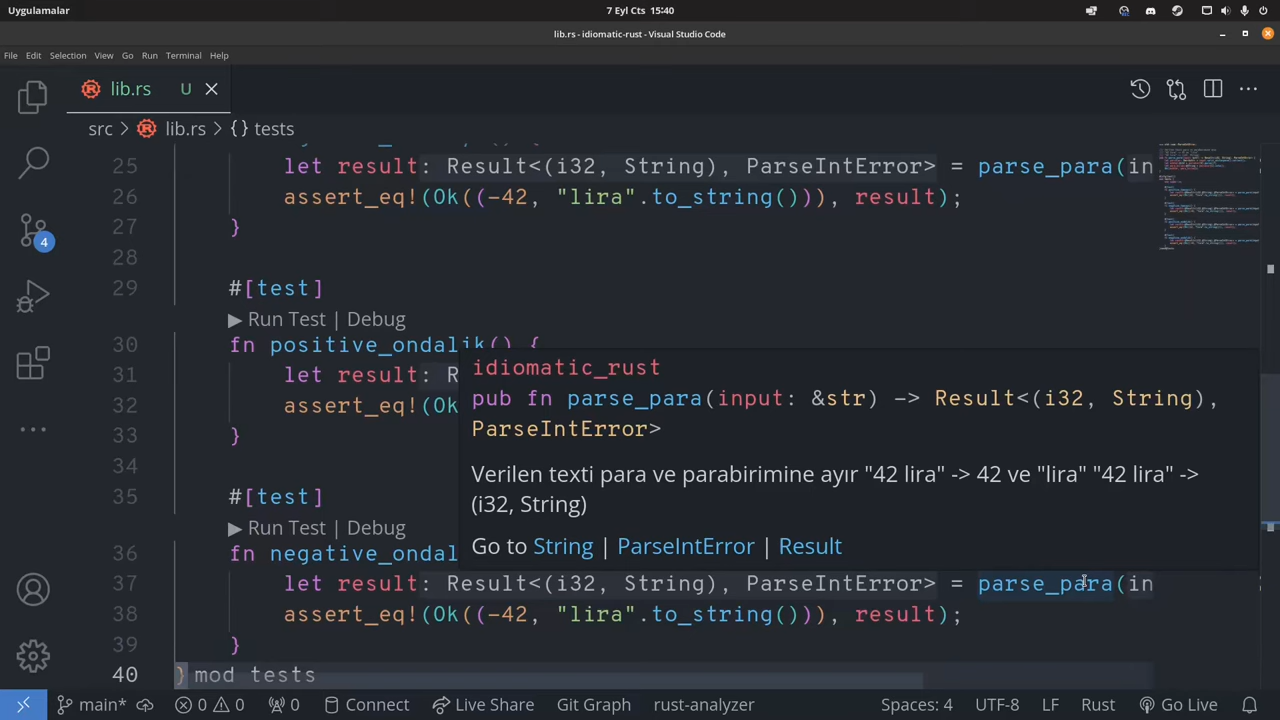 Uygulamalar
7 Eyl Cts 15:40
lib.rs - idiomatic-rust - Visual Studio Code
File Edit Selection View Go Run Terminal Help
lib.rs U
src > lib.rs > {} tests
25 let result: Result<(i32, String), ParseIntError> = parse_para(in
26 assert_eq!(Ok((-42, "lira".to_string())), result);
27 }
28
29 #[test]
▶ Run Test | Debug
30 fn positive_ondalik() {
31 let result: R
32 assert_eq!(Ok
33 }
34
35 #[test]
▶ Run Test | Debug
36 fn negative_ondal
37 let result: Result<(i32, String), ParseIntError> = parse_para(in
38 assert_eq!(Ok((-42, "lira".to_string())), result);
39 }
40 } mod tests
idiomatic_rust
pub fn parse_para(input: &str) -> Result<(i32, String),
ParseIntError>
Verilen texti para ve parabirimine ayır "42 lira" -> 42 ve "lira" "42 lira" ->
(i32, String)
Go to String | ParseIntError | Result
4
main* 0 0 0 Connect Live Share Git Graph rust-analyzer Spaces: 4 UTF-8 LF Rust Go Live